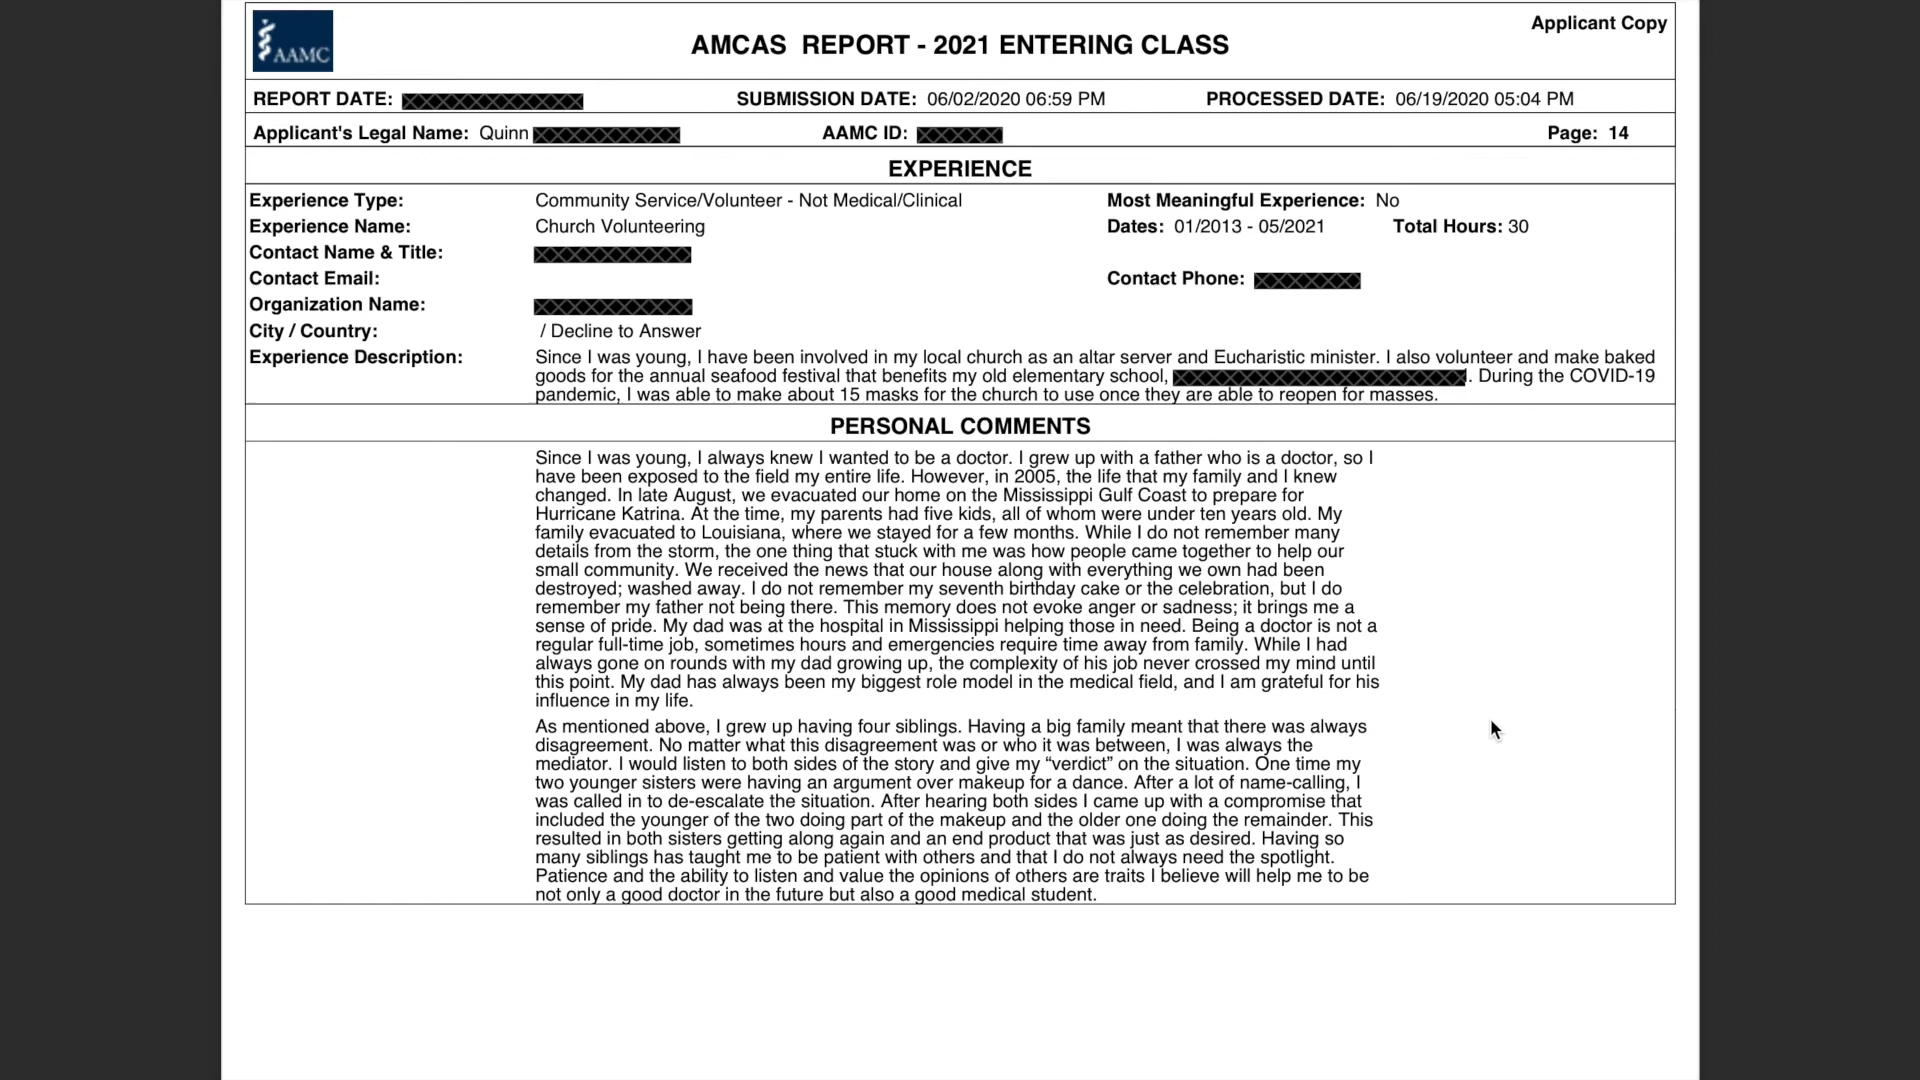 AAMC
AMCAS REPORT - 2021 ENTERING CLASS
Applicant Copy
REPORT DATE:
SUBMISSION DATE: 06/02/2020 06:59 PM
PROCESSED DATE: 06/19/2020 05:04 PM
Applicant's Legal Name: Quinn
AAMC ID:
Page: 14
EXPERIENCE
Experience Type: Community Service/Volunteer - Not Medical/Clinical
Most Meaningful Experience: No
Experience Name: Church Volunteering
Dates: 01/2013 - 05/2021 Total Hours: 30
Contact Name & Title:
Contact Email:
Contact Phone:
Organization Name:
City / Country: / Decline to Answer
Experience Description: Since I was young, I have been involved in my local church as an altar server and Eucharistic minister. I also volunteer and make baked
goods for the annual seafood festival that benefits my old elementary school, . During the COVID-19
pandemic, I was able to make about 15 masks for the church to use once they are able to reopen for masses.
PERSONAL COMMENTS
Since I was young, I always knew I wanted to be a doctor. I grew up with a father who is a doctor, so I
have been exposed to the field my entire life. However, in 2005, the life that my family and I knew
changed. In late August, we evacuated our home on the Mississippi Gulf Coast to prepare for
Hurricane Katrina. At the time, my parents had five kids, all of whom were under ten years old. My
family evacuated to Louisiana, where we stayed for a few months. While I do not remember many
details from the storm, the one thing that stuck with me was how people came together to help our
small community. We received the news that our house along with everything we own had been
destroyed; washed away. I do not remember my seventh birthday cake or the celebration, but I do
remember my father not being there. This memory does not evoke anger or sadness; it brings me a
sense of pride. My dad was at the hospital in Mississippi helping those in need. Being a doctor is not a
regular full-time job, sometimes hours and emergencies require time away from family. While I had
always gone on rounds with my dad growing up, the complexity of his job never crossed my mind until
this point. My dad has always been my biggest role model in the medical field, and I am grateful for his
influence in my life.
As mentioned above, I grew up having four siblings. Having a big family meant that there was always
disagreement. No matter what this disagreement was or who it was between, I was always the
mediator. I would listen to both sides of the story and give my “verdict” on the situation. One time my
two younger sisters were having an argument over makeup for a dance. After a lot of name-calling, I
was called in to de-escalate the situation. After hearing both sides I came up with a compromise that
included the younger of the two doing part of the makeup and the older one doing the remainder. This
resulted in both sisters getting along again and an end product that was just as desired. Having so
many siblings has taught me to be patient with others and that I do not always need the spotlight.
Patience and the ability to listen and value the opinions of others are traits I believe will help me to be
not only a good doctor in the future but also a good medical student.